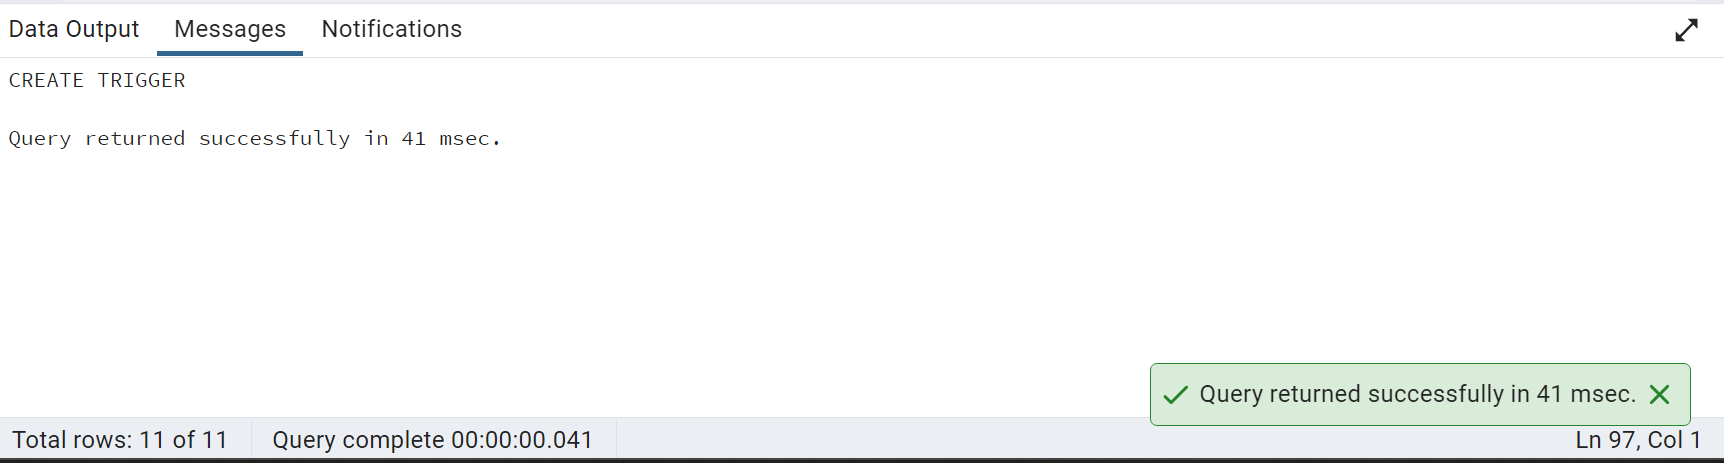 Data Output Messages Notifications
CREATE TRIGGER
Query returned successfully in 41 msec.
Query returned successfully in 41 msec.
Total rows: 11 of 11 Query complete 00:00:00.041 Ln 97, Col 1